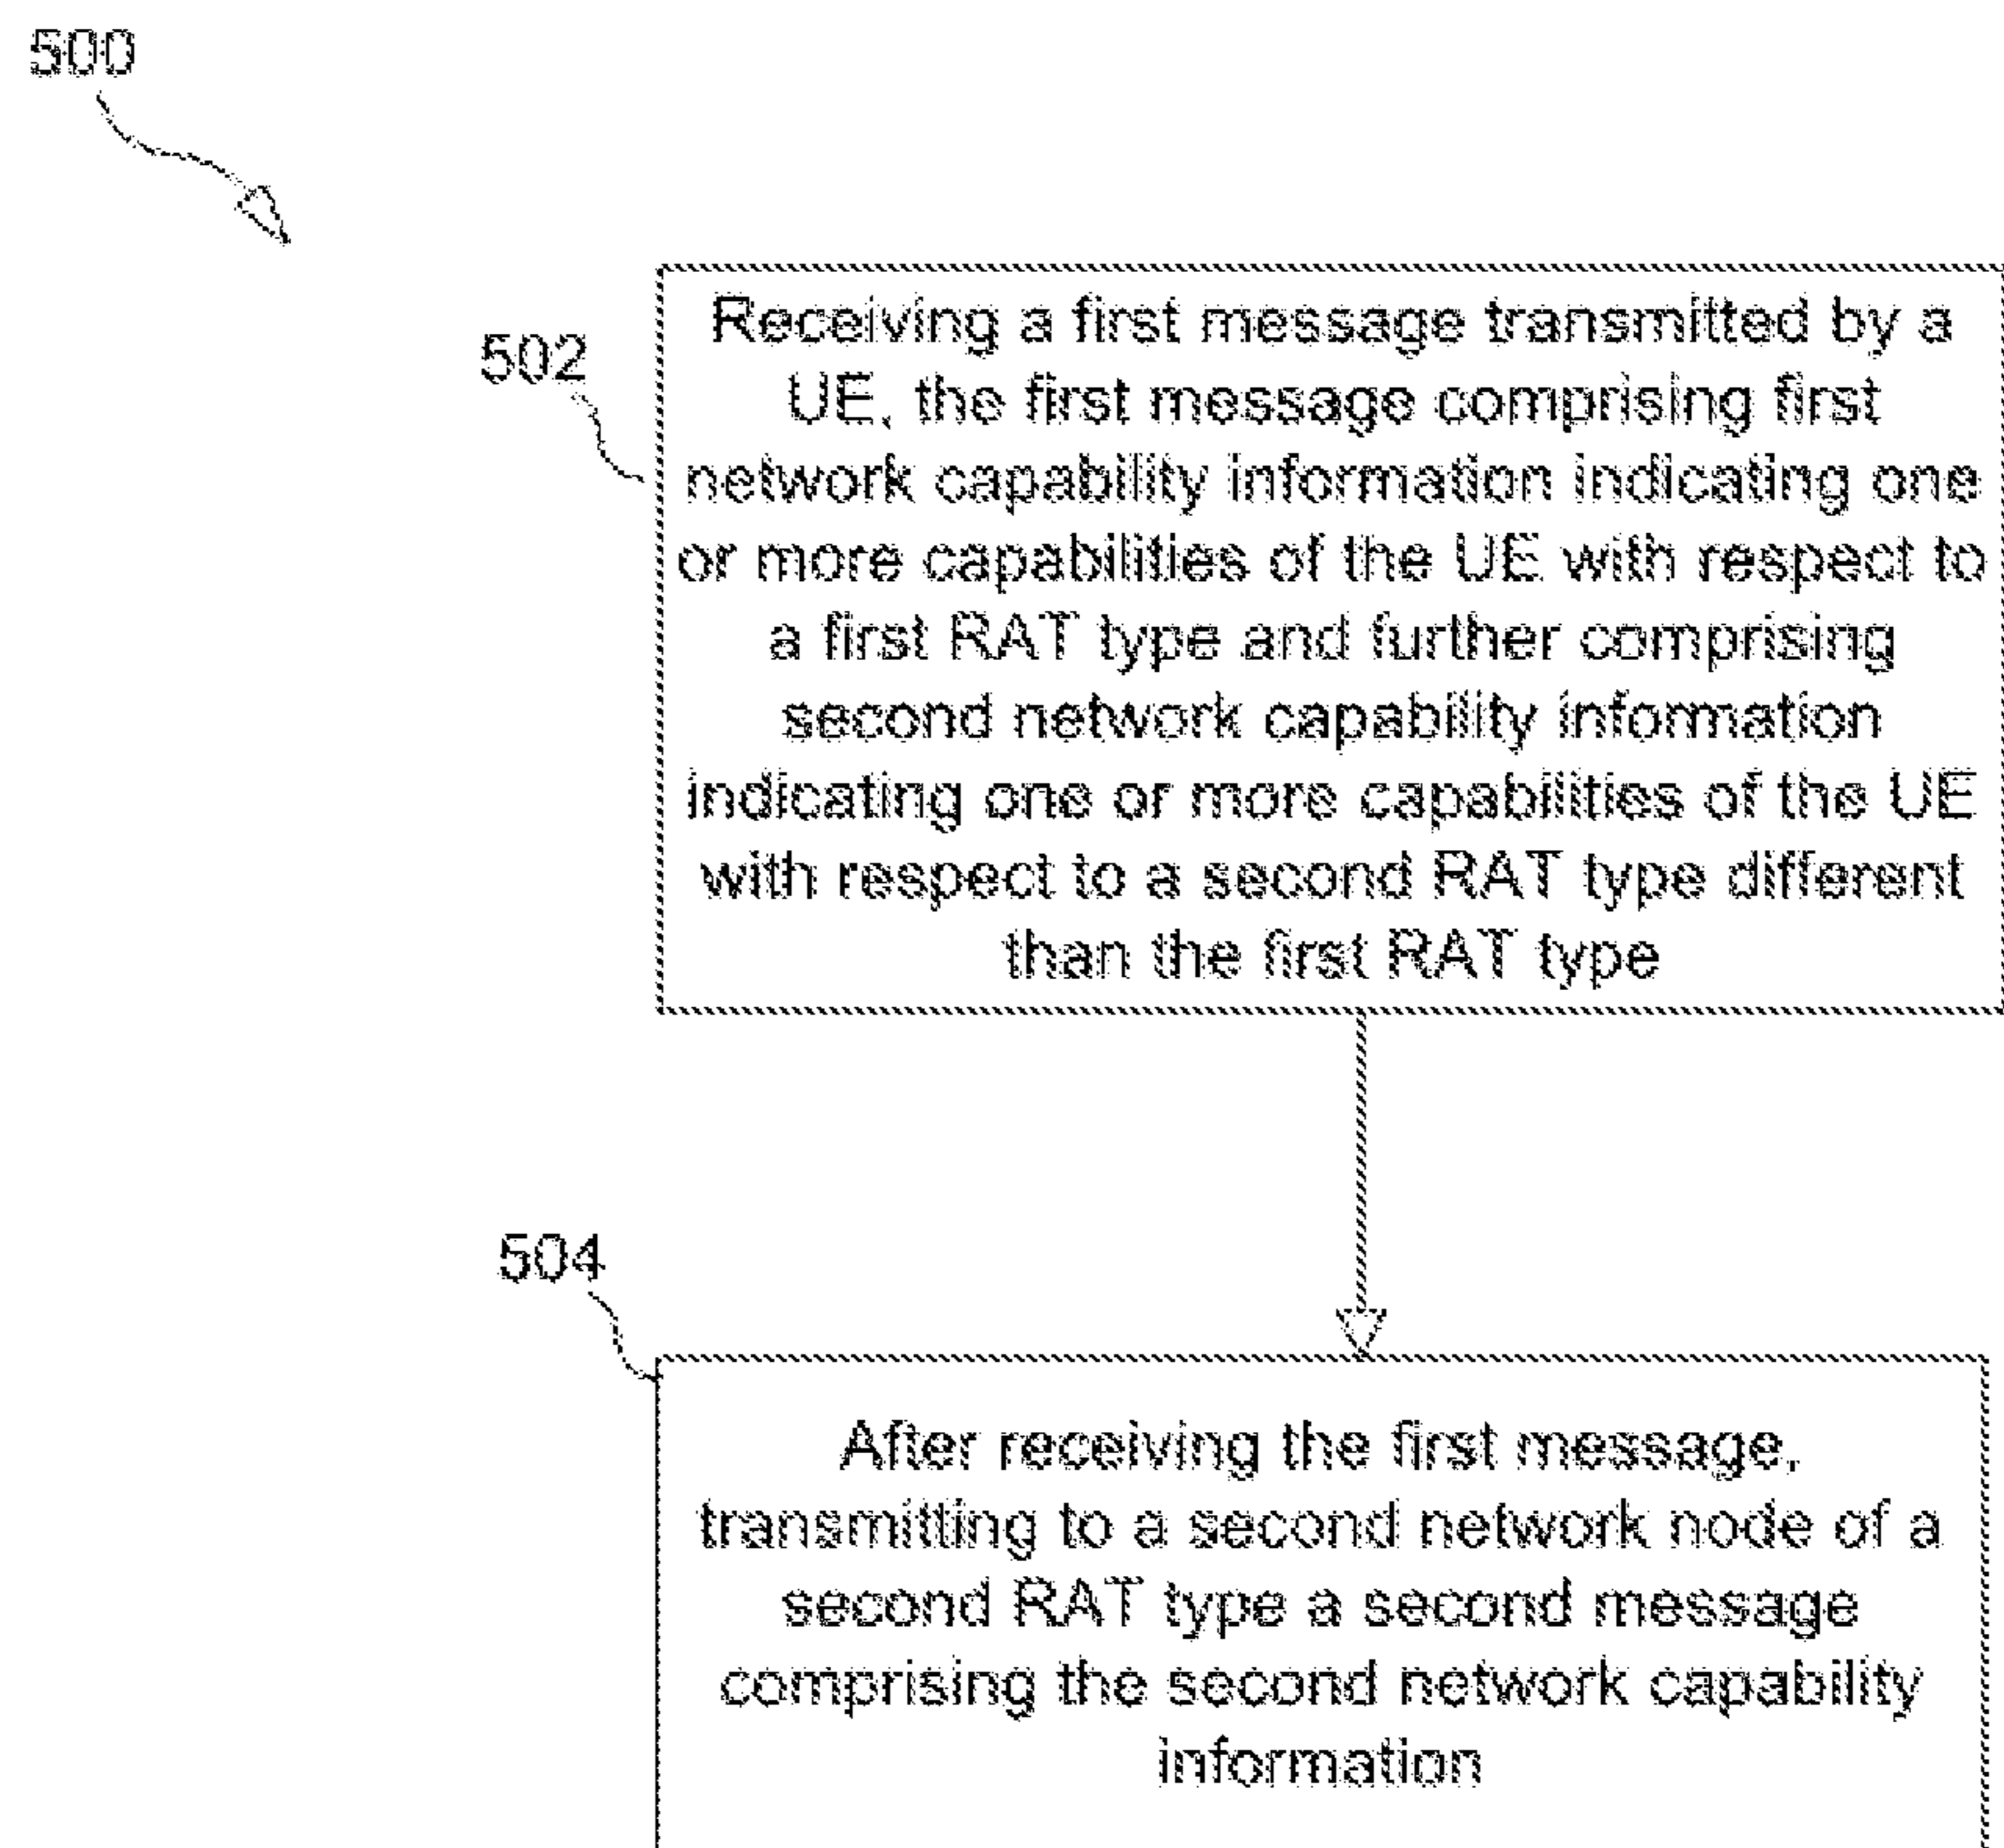 500
502
Receiving a first message transmitted by a
UE, the first message comprising first
network capability information indicating one
or more capabilities of the UE with respect to
a first RAT type and further comprising
second network capability information
indicating one or more capabilities of the UE
with respect to a second RAT type different
than the first RAT type
504
After receiving the first message,
transmitting to a second network node of a
second RAT type a second message
comprising the second network capability
information